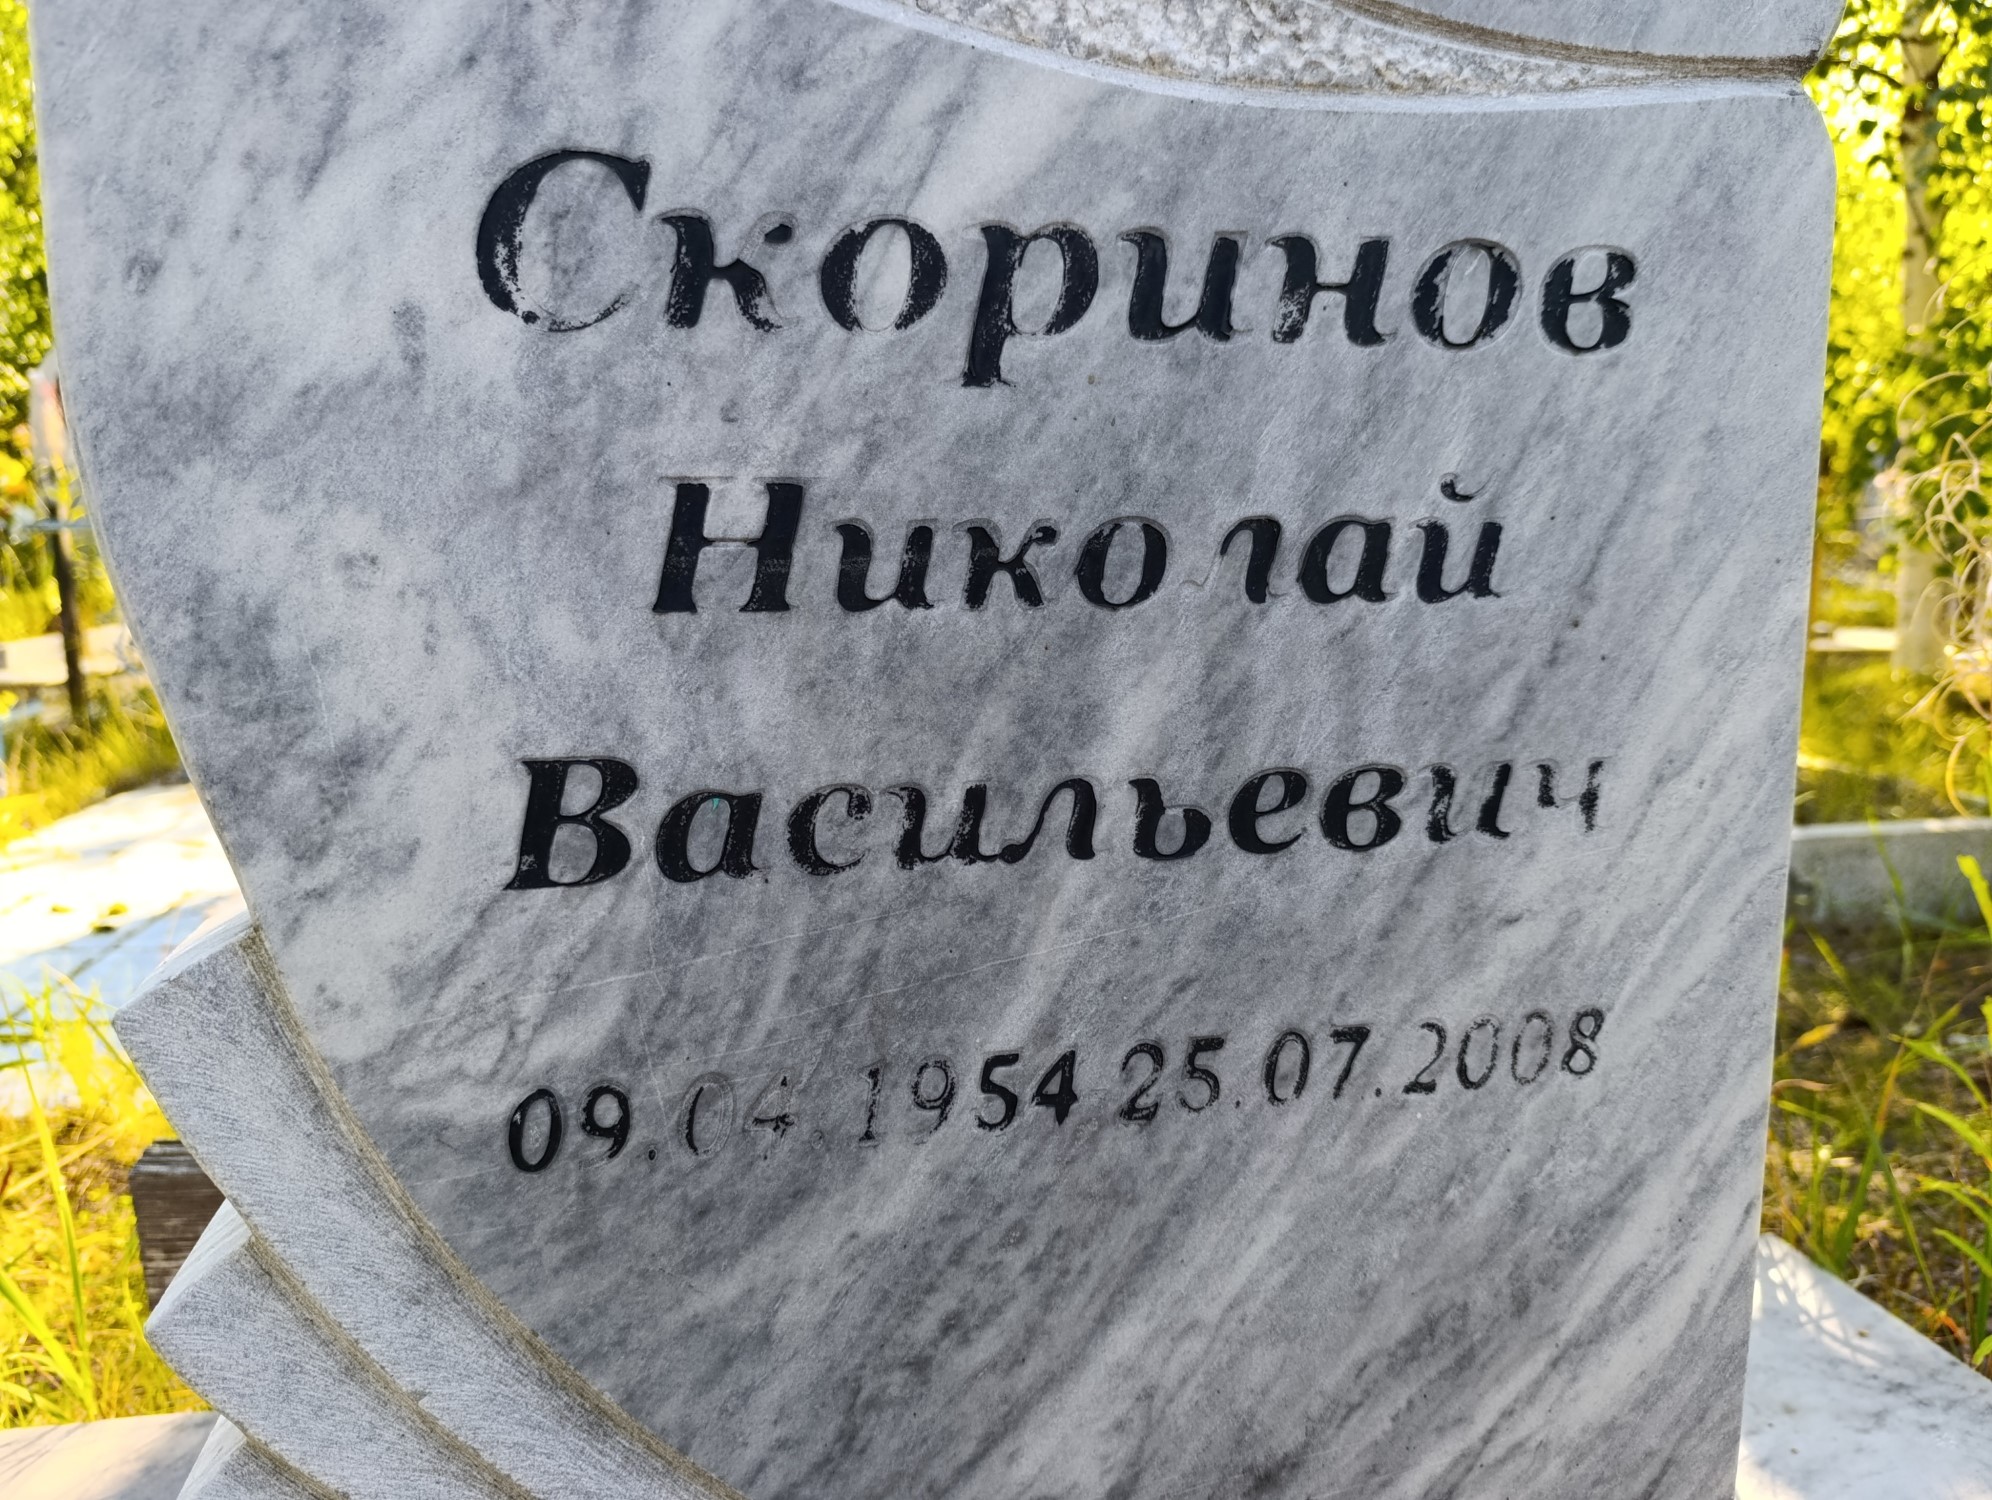 Скоринов
Николай
Васильевич
09.04.1954 25.07.2008